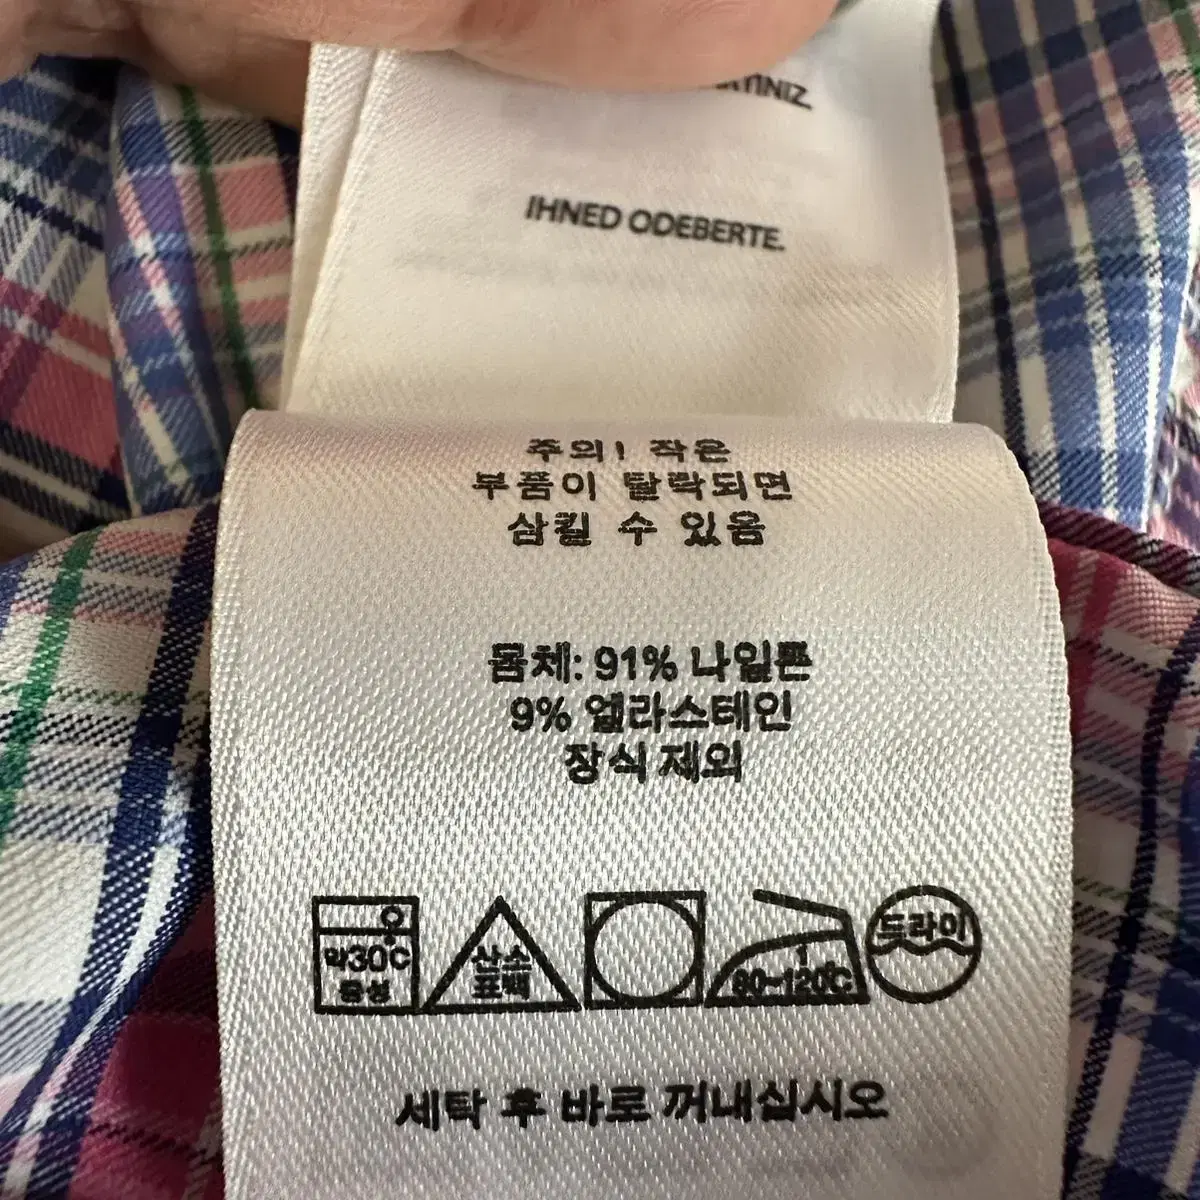 IHNED ODEBERTE.
주의! 작은
부품이 탈락되면
삼킬 수 있음
몸체: 91% 나일론
9% 엘라스테인
장식 제외
약30℃
중성
산소
표백
80~120℃
드라이
세탁 후 바로 꺼내십시오